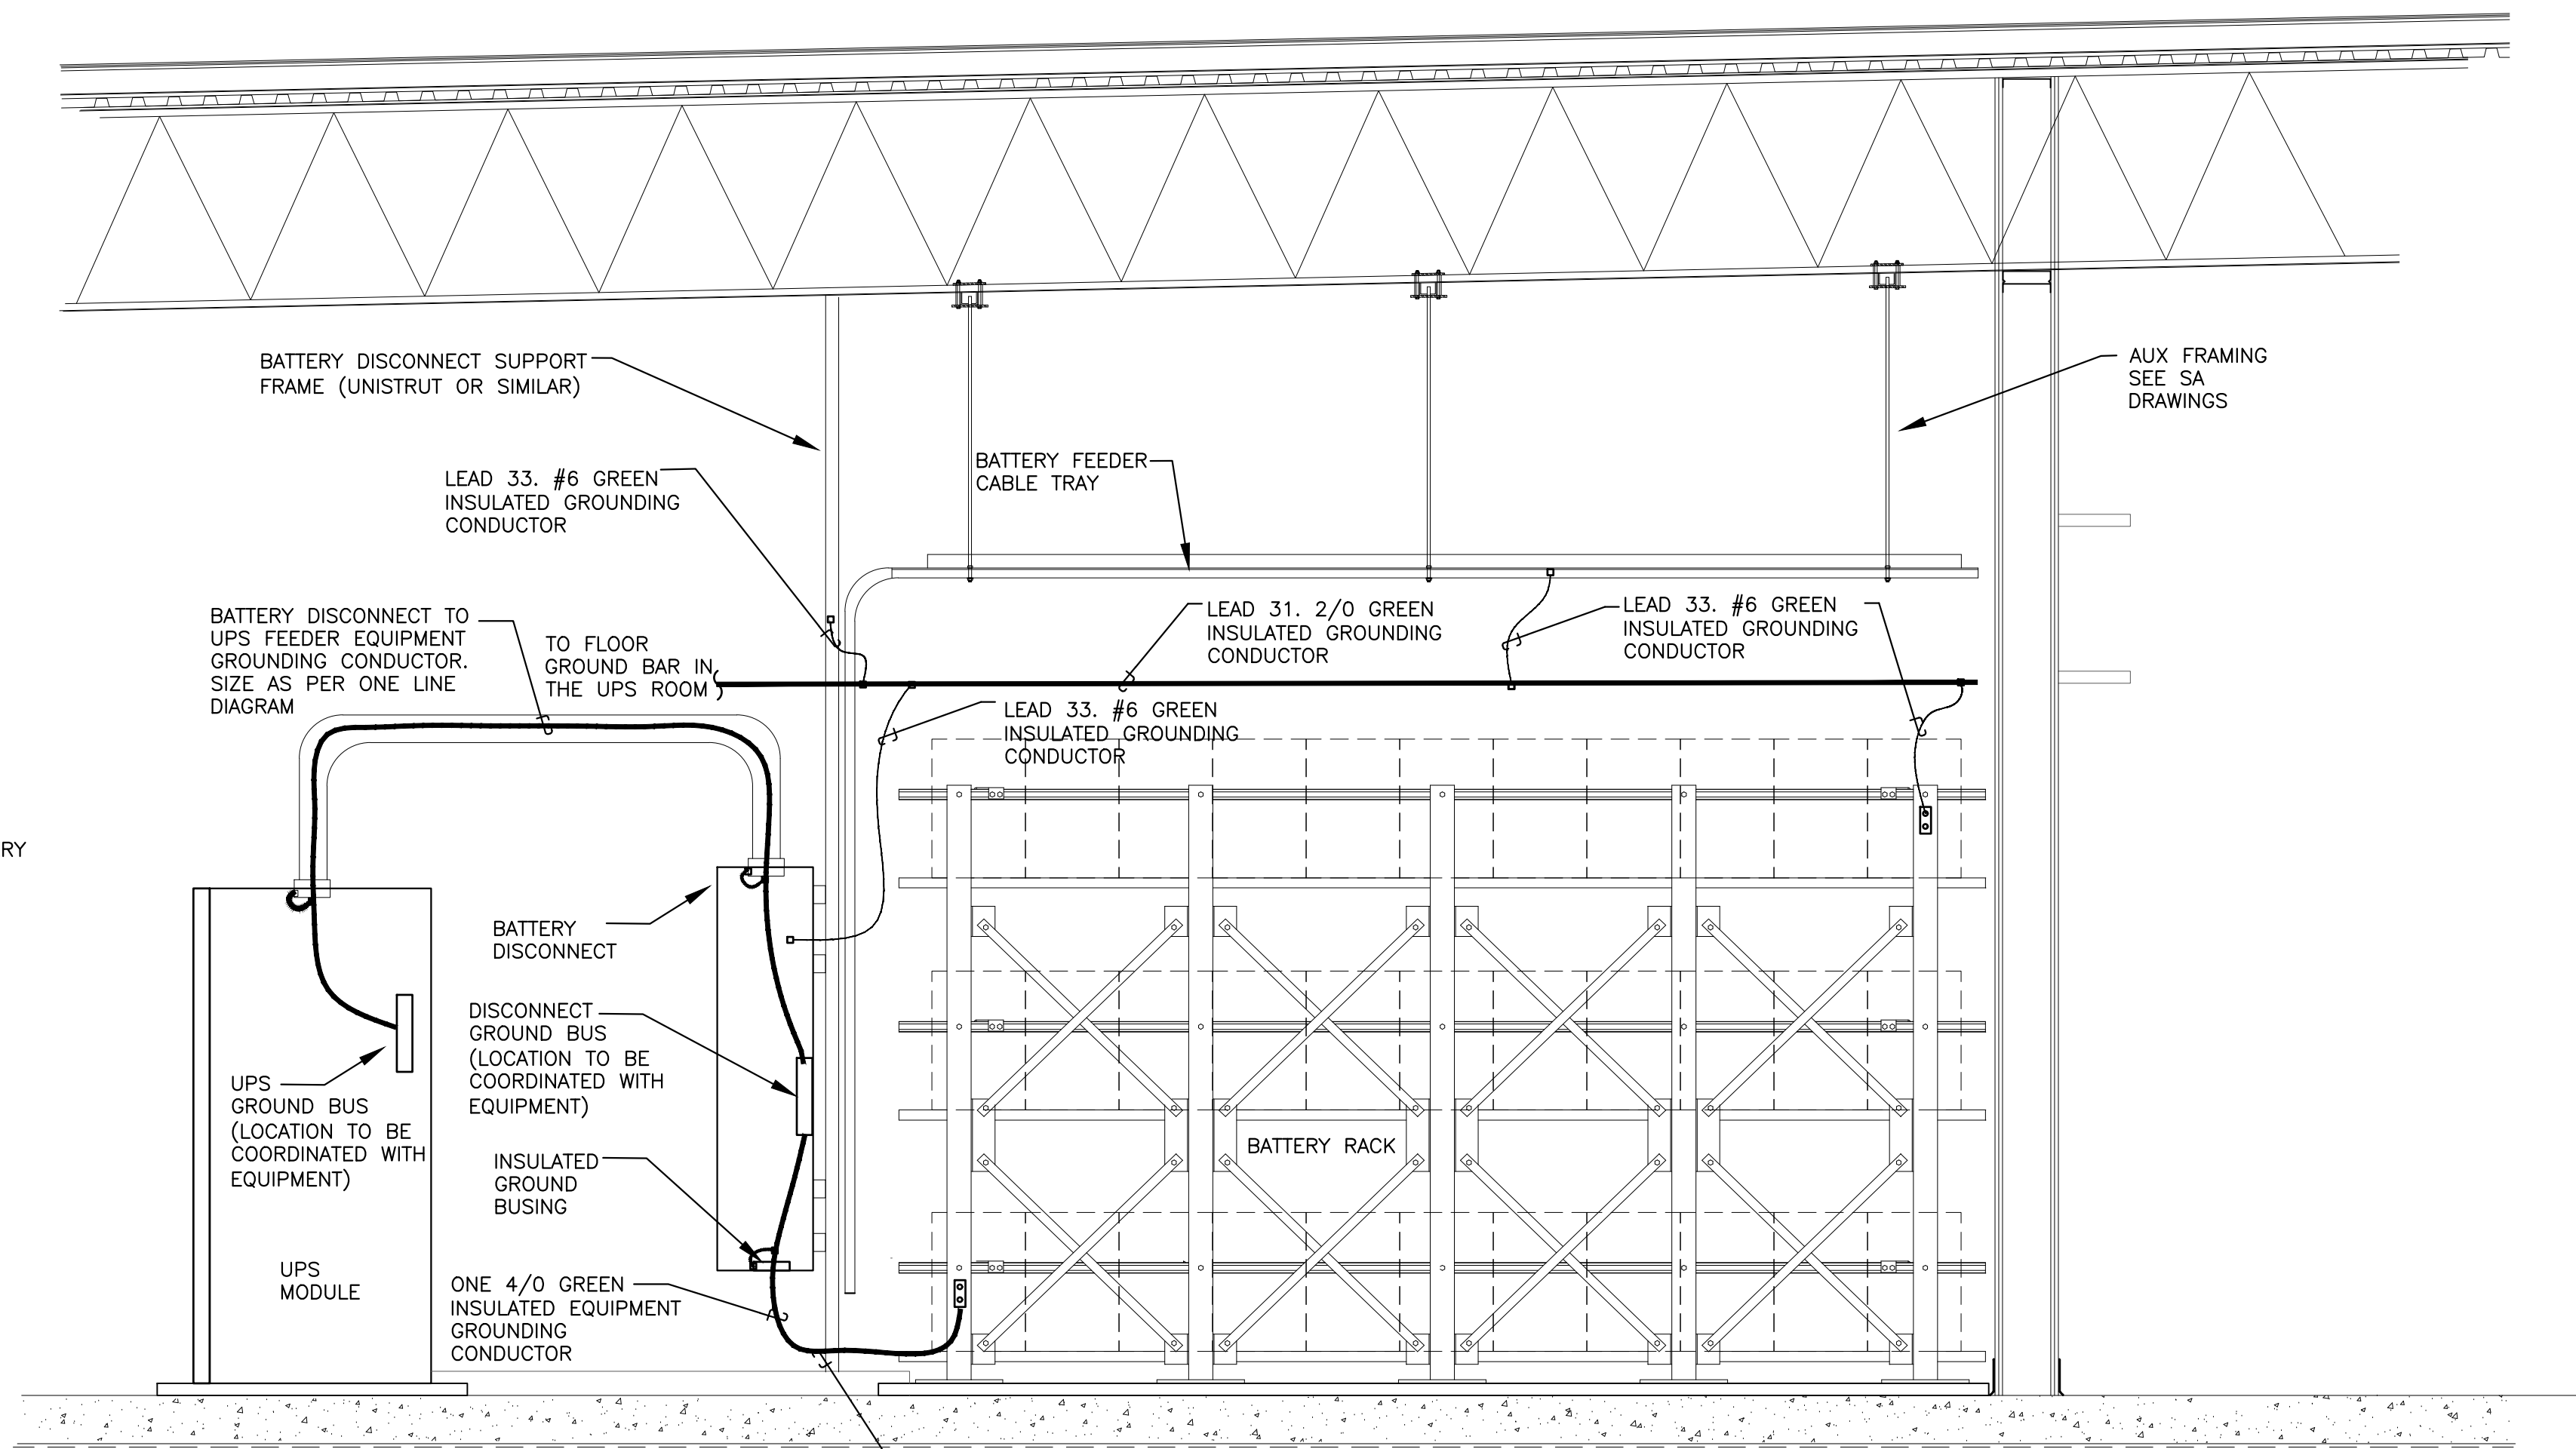 BATTERY DISCONNECT SUPPORT
FRAME (UNISTRUT OR SIMILAR)
AUX FRAMING
SEE SA
DRAWINGS
LEAD 33. #6 GREEN
INSULATED GROUNDING
CONDUCTOR
BATTERY FEEDER
CABLE TRAY
BATTERY DISCONNECT TO
UPS FEEDER EQUIPMENT
GROUNDING CONDUCTOR.
SIZE AS PER ONE LINE
DIAGRAM
TO FLOOR
GROUND BAR IN
THE UPS ROOM
LEAD 31. 2/0 GREEN
INSULATED GROUNDING
CONDUCTOR
LEAD 33. #6 GREEN
INSULATED GROUNDING
CONDUCTOR
LEAD 33. #6 GREEN
INSULATED GROUNDING
CONDUCTOR
RY
BATTERY
DISCONNECT
DISCONNECT
GROUND BUS
(LOCATION TO BE
COORDINATED WITH
EQUIPMENT)
UPS
GROUND BUS
(LOCATION TO BE
COORDINATED WITH
EQUIPMENT)
BATTERY RACK
INSULATED
GROUND
BUSING
UPS
MODULE
ONE 4/0 GREEN
INSULATED EQUIPMENT
GROUNDING
CONDUCTOR